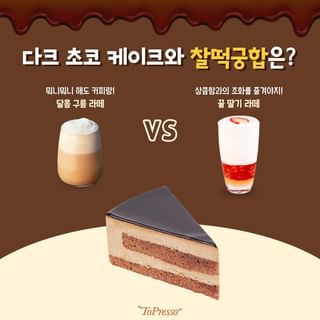 다크 초코 케이크와 찰떡궁합은?
뭐니뭐니 해도 커피랑!
달콤 구름 라떼
VS
상큼함과의 조화를 즐겨야지!
꿀 딸기 라떼
ToPresso